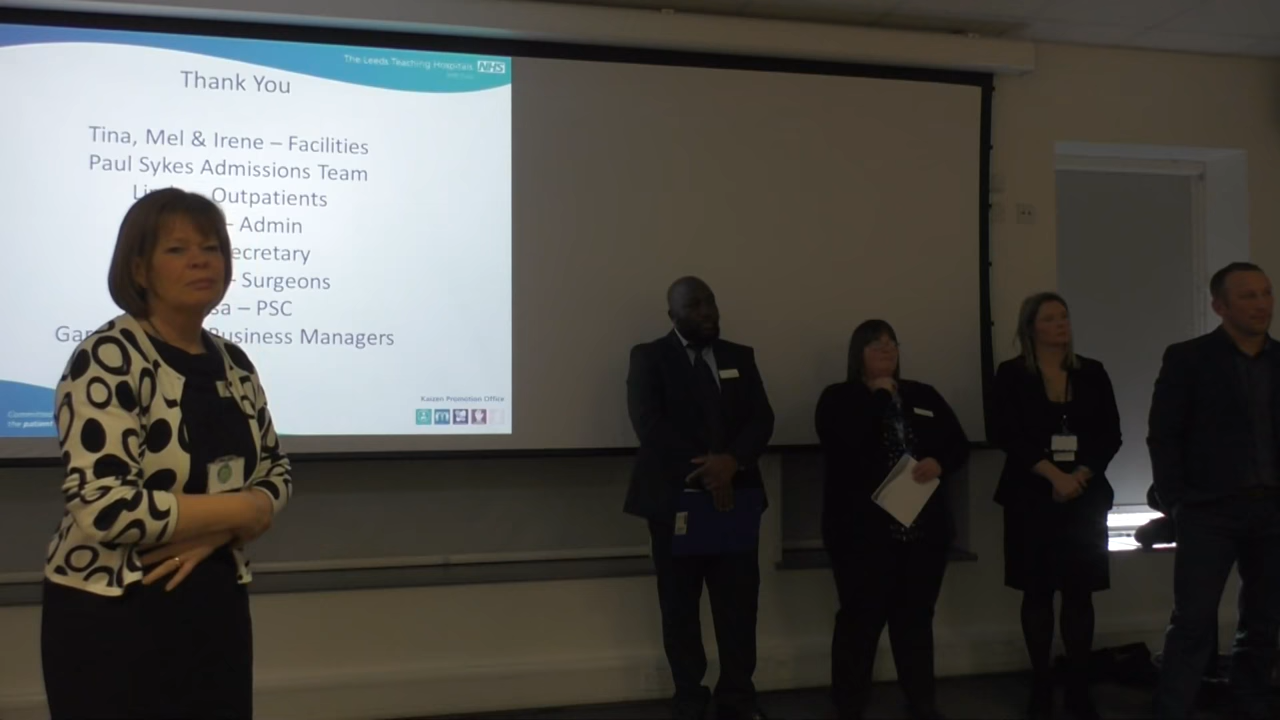 The Leeds Teaching Hospitals NHS
Thank You
Tina, Mel & Irene – Facilities
Paul Sykes Admissions Team
Outpatients
– Admin
– Surgeons
– PSC
Business Managers
Kaizen Promotion Office